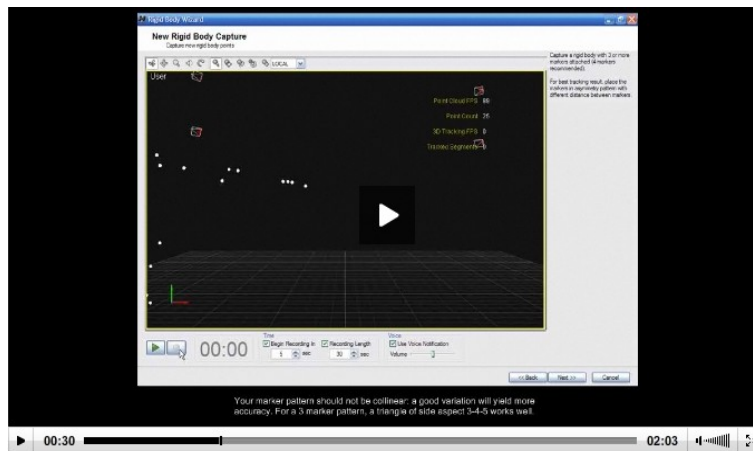 Rigid Body Wizard
New Rigid Body Capture
Capture new rigid body points
LOCAL
User
Point Cloud FPS 88
Point Count 25
3D Tracking FPS 0
Tracked Segments 0
Capture a rigid body with 3 or more
markers attached (4 markers
recommended).
For best tracking result, place the
markers in asymmetry pattern with
different distance between markers
00:00
Time
Begin Recording in
5 sec
Recording Length
30 sec
Voice
Use Voice Notification
Volume
<< Back
Next >>
Cancel
Your marker pattern should not be collinear: a good variation will yield more
accuracy. For a 3 marker pattern, a triangle of side aspect 3-4-5 works well.
00:30
02:03